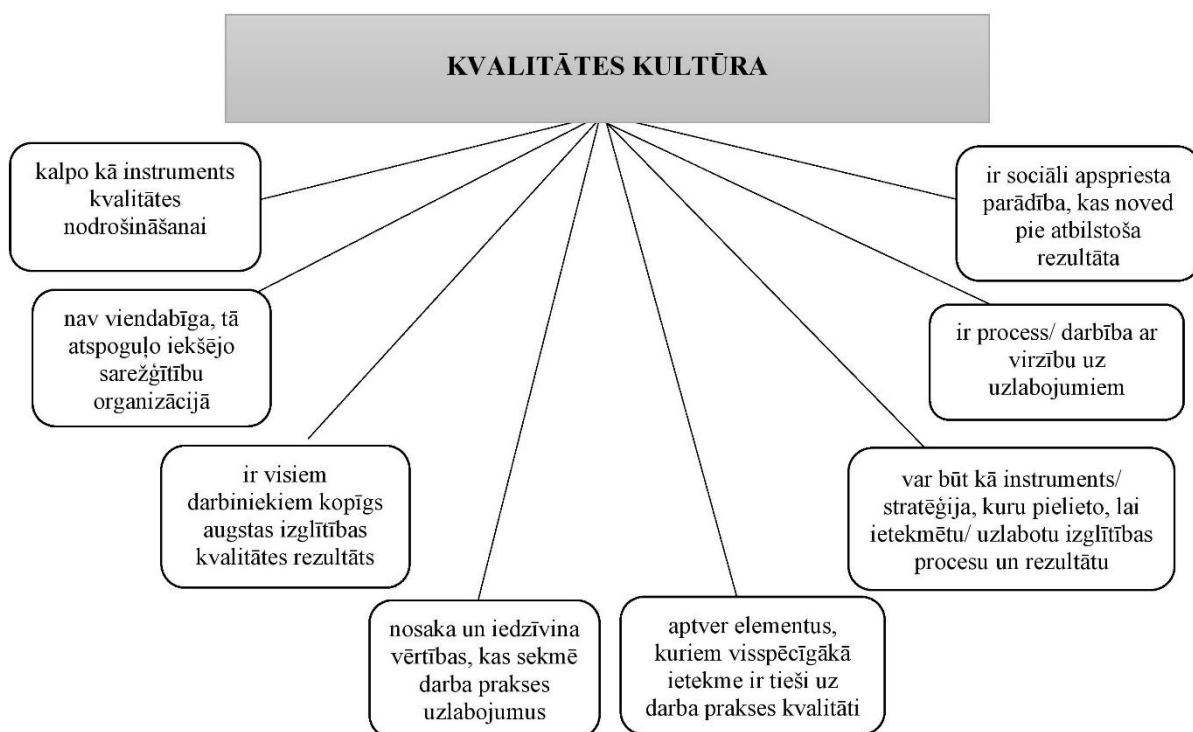 KVALITĀTES KULTŪRA
kalpo kā instruments
kvalitātes
nodrošināšanai
nav viendabīga, tā
atspoguļo iekšējo
sarežģītību
organizācijā
ir visiem
darbiniekiem kopīgs
augstas izglītības
kvalitātes rezultāts
nosaka un iedzīvina
vērtības, kas sekmē
darba prakses
uzlabojumus
aptver elementus,
kuriem visspēcīgākā
ietekme ir tieši uz
darba prakses kvalitāti
var būt kā instruments/
stratēģija, kuru pielieto, lai
ietekmētu/ uzlabotu izglītības
procesu un rezultātu
ir process/ darbība ar
virzību uz
uzlabojumiem
ir sociāli apspriesta
parādība, kas noved
pie atbilstoša
rezultāta